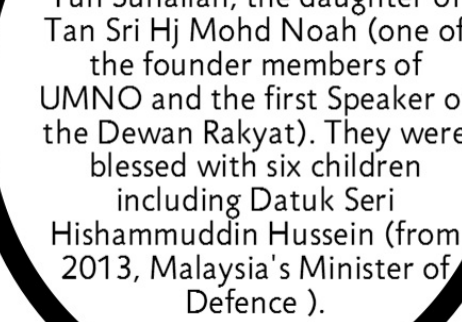 the daughter of
Tan Sri Hj Mohd Noah (one of
the founder members of
UMNO and the first Speaker o
the Dewan Rakyat). They were
blessed with six children
including Datuk Seri
Hishammuddin Hussein (from
2013, Malaysia's Minister of
Defence ).